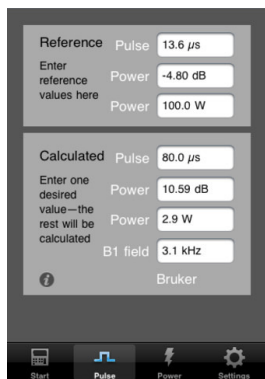 Reference Pulse 13.6 µs
Enter reference values here
Power -4.80 dB
Power 100.0 W
Calculated Pulse 80.0 µs
Enter one desired value—the rest will be calculated
Power 10.59 dB
Power 2.9 W
B1 field 3.1 kHz
i Bruker
Start Pulse Power Settings